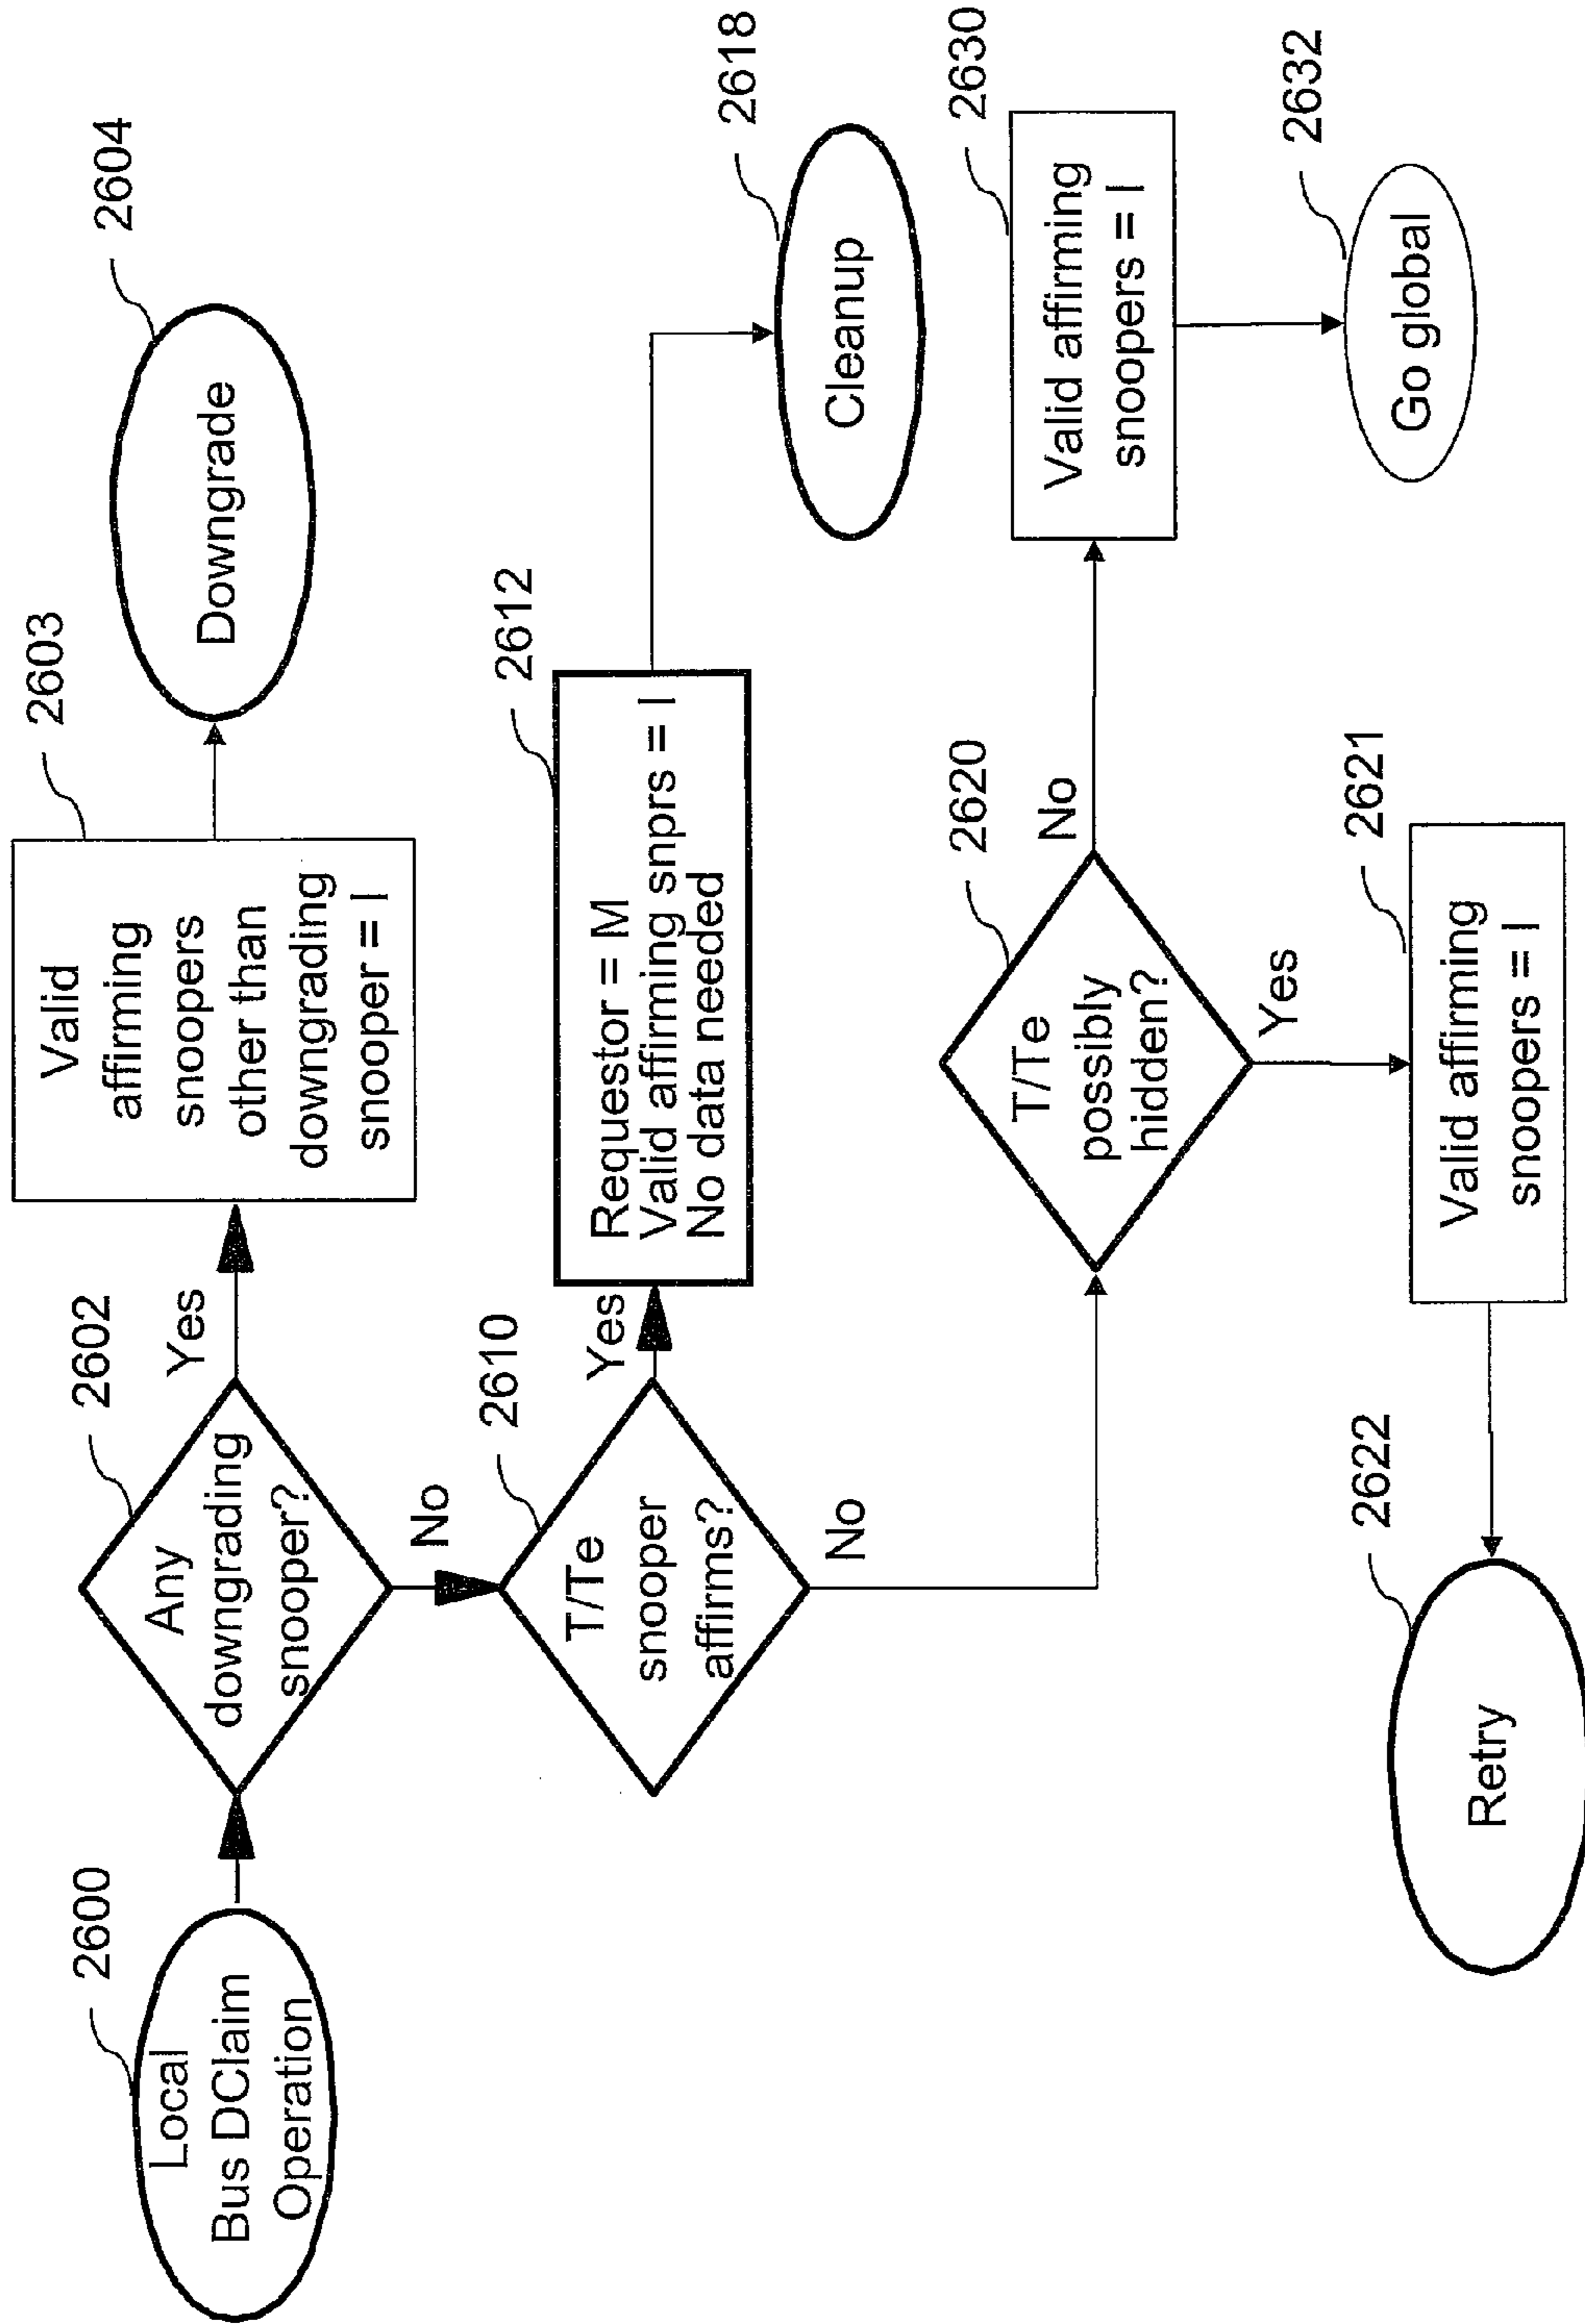 2600
Local
Bus DClaim
Operation
2602
Any
downgrading
snooper?
Yes
2603
Valid
affirming
snoopers
other than
downgrading
snooper = I
2604
Downgrade
No
2610
T/Te
snooper
affirms?
Yes
2612
Requestor = M
Valid affirming snprs = I
No data needed
2618
Cleanup
No
2620
T/Te
possibly
hidden?
No
2630
Valid affirming
snoopers = I
2632
Go global
Yes
2621
Valid affirming
snoopers = I
2622
Retry